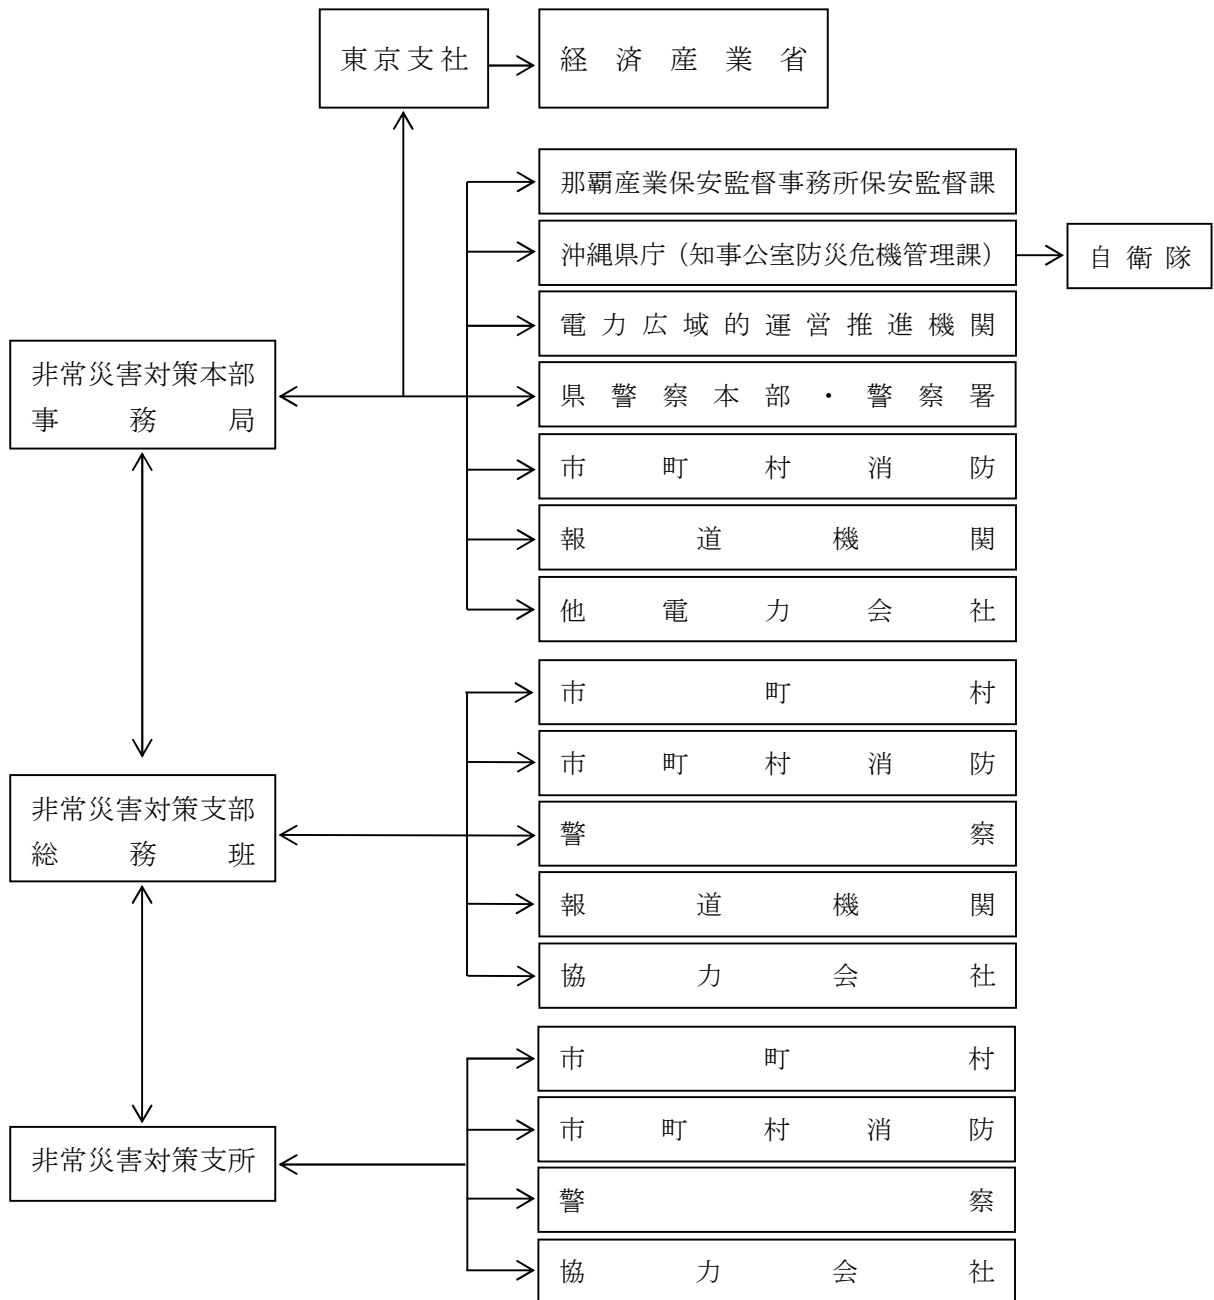 東京支社
経済産業省
那覇産業保安監督事務所保安監督課
沖縄県庁（知事公室防災危機管理課）
自衛隊
電力広域的運営推進機関
非常災害対策本部
事務局
県警察本部・警察署
市町村消防
報道機関
他電力会社
市町村
市町村消防
非常災害対策支部
総務班
警察
報道機関
協力会社
市町村
市町村消防
非常災害対策支所
警察
協力会社